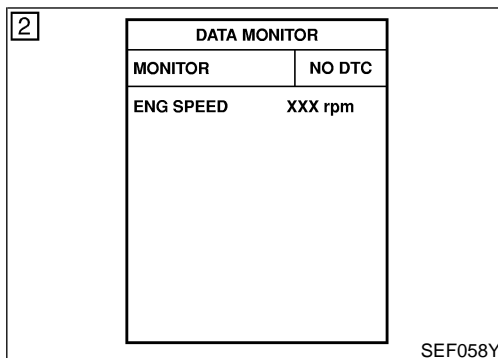 2
DATA MONITOR
MONITOR NO DTC
ENG SPEED XXX rpm
SEF058Y